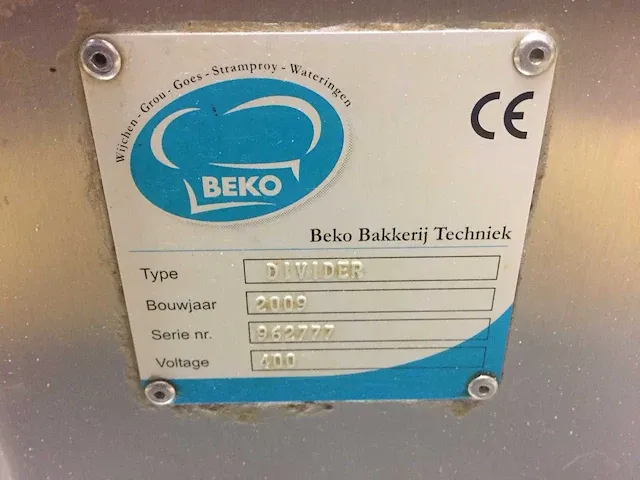 Wijchen - Grou - Goes - Stramproy - Wateringen
BEKO
CE
Beko Bakkerij Techniek
Type DIVIDER
Bouwjaar 2009
Serie nr. 962777
Voltage 400